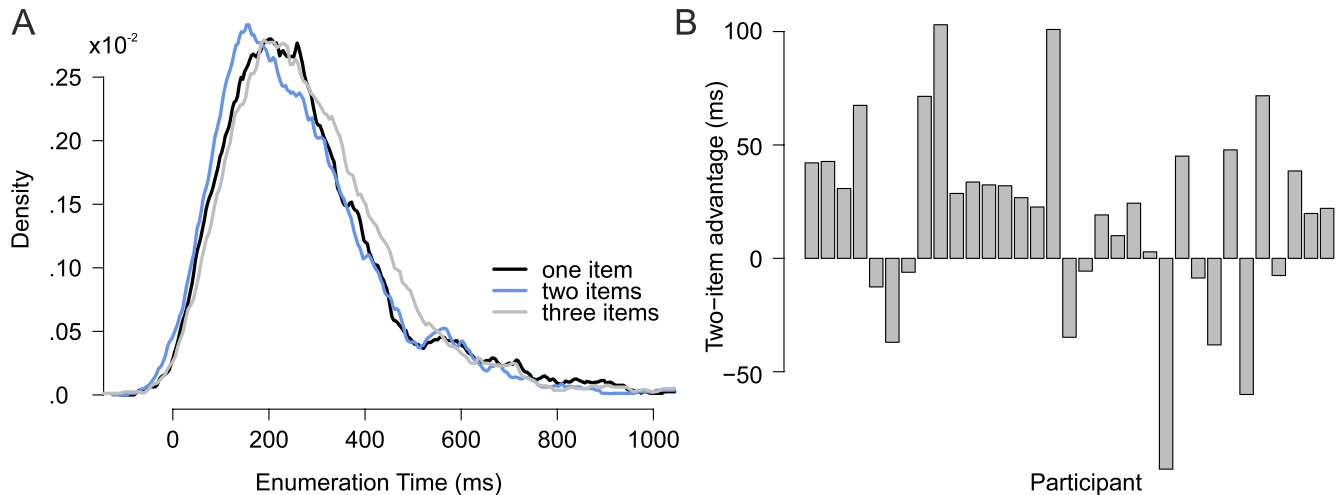 A
x10-2
.25
.20
.15
.10
.05
.0
Density
one item
two items
three items
0 200 400 600 800 1000
Enumeration Time (ms)
B
100
50
0
−50
Two−item advantage (ms)
Participant